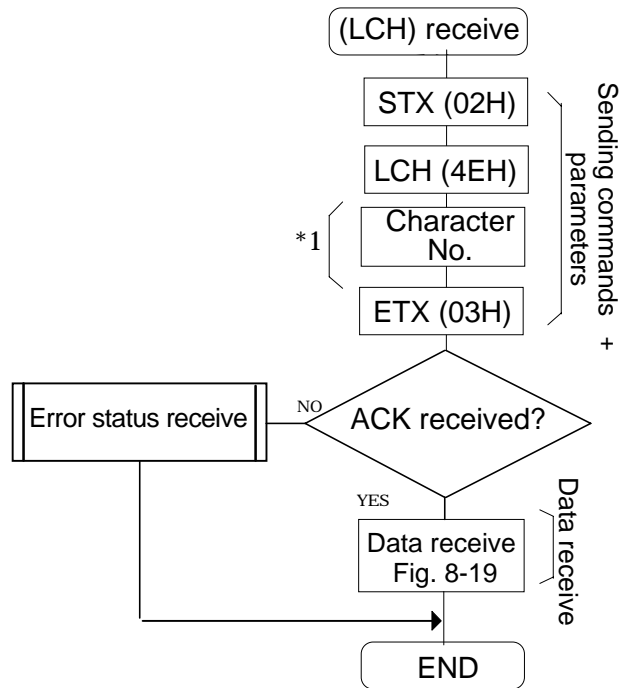 (LCH) receive
STX (02H)
LCH (4EH)
*1
Character
No.
ETX (03H)
Sending commands +
parameters
ACK received?
NO
Error status receive
YES
Data receive
Fig. 8-19
Data receive
END